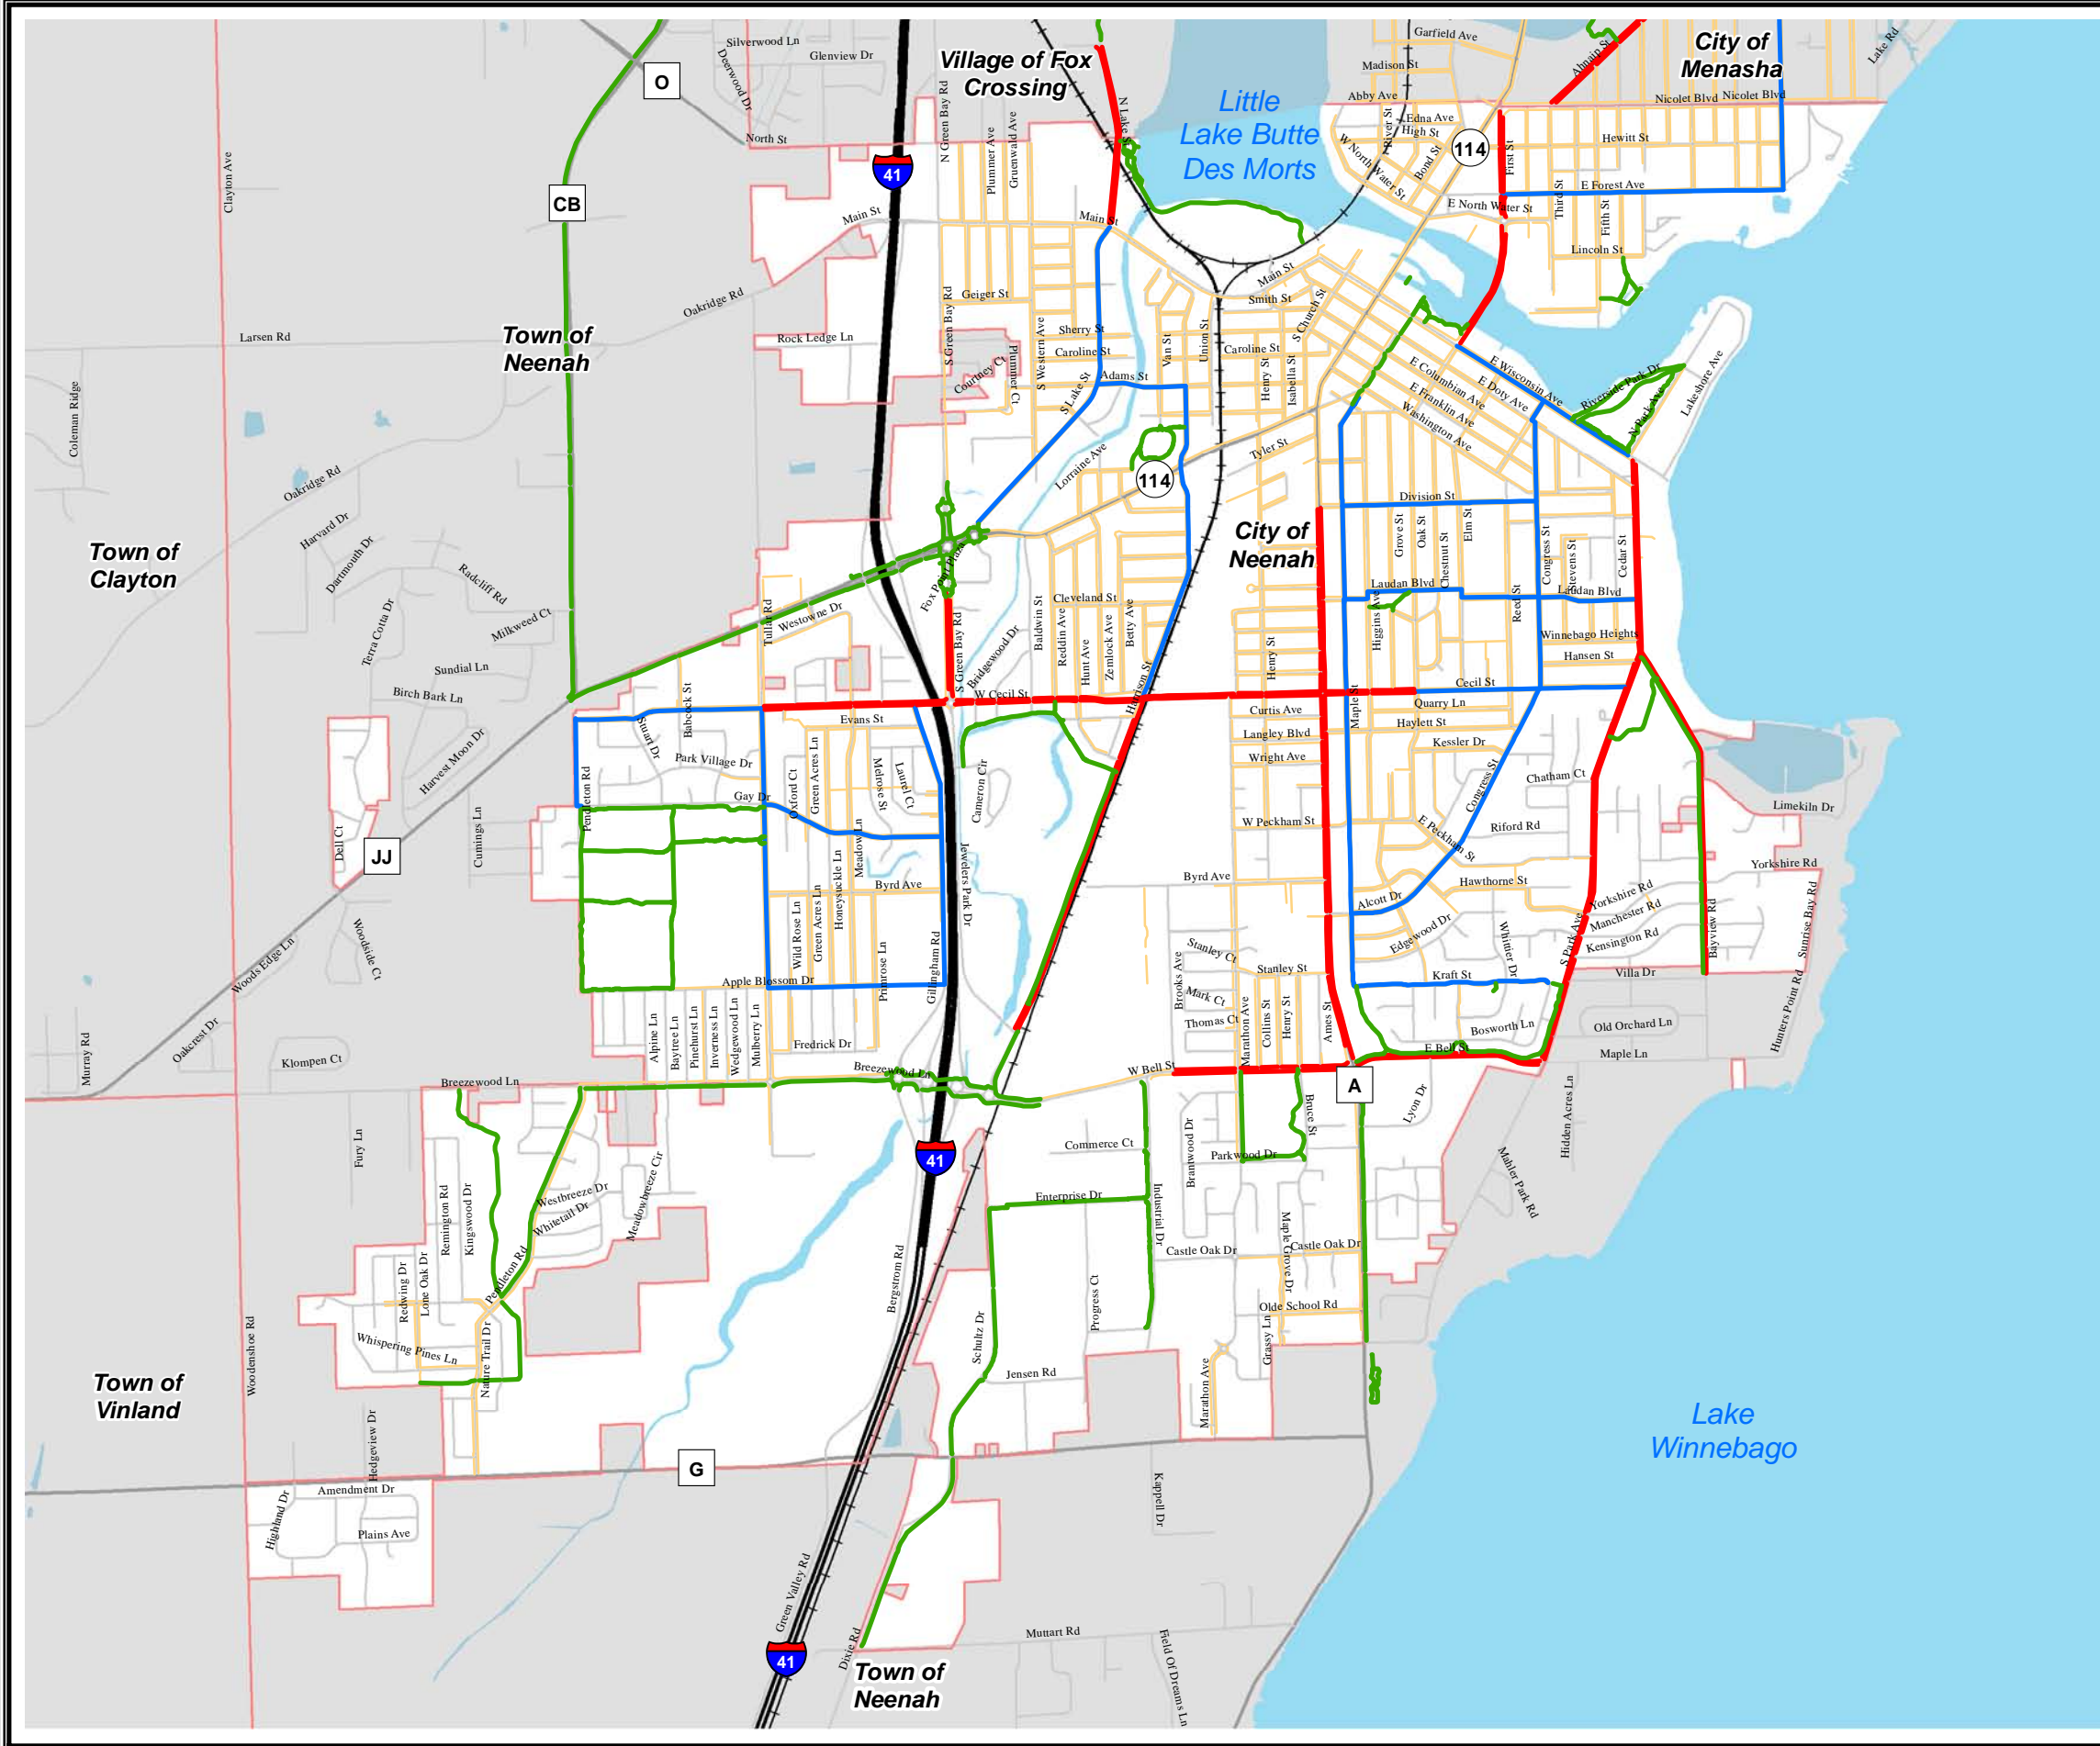 Silverwood Ln
Glenview Dr
Deerwood Dr
O
Village of Fox
Crossing
N Green Bay Rd
Plummer Ave
Gruenwald Ave
N Lake St
Little
Lake Butte
Des Morts
Garfield Ave
Madison St
Abby Ave
Edna Ave
High St
River St
W North Water St
Bond St
114
First St
Ahnaip St
City of
Menasha
Lake Rd
Nicolet Blvd
Nicolet Blvd
Hewitt St
E Forest Ave
Third St
Fifth St
E North Water St
Lincoln St
North St
41
Clayton Ave
CB
Main St
Main St
Main St
Oakridge Rd
Larsen Rd
Town of
Neenah
Rock Ledge Ln
Geiger St
S Green Bay Rd
Courtney Ct
Plummer Ct
S Western Ave
Sherry St
Caroline St
Adams St
S Lake St
Van St
Union St
Smith St
S Church St
Caroline St
Henry St
Isabella St
E Wisconsin Ave
E Columbian Ave
E Doty Ave
E Franklin Ave
Washington Ave
Riverside Park Dr
N Park Ave
Lakeshore Ave
Coleman Ridge
Oakridge Rd
Harvard Dr
Dartmouth Dr
Radcliff Rd
Terra Cotta Dr
Milkweed Ct
Sundial Ln
Birch Bark Ln
Harvest Moon Dr
Town of
Clayton
Lorraine Ave
114
Tyler St
City of
Neenah
Division St
Grove St
Oak St
Chestnut St
Elm St
Congress St
Stevens St
Cedar St
Reed St
Laudan Blvd
Laudan Blvd
Higgins Ave
Winnebago Heights
Hansen St
Cecil St
Fox Point Plaza
Tullar Rd
Westowne Dr
S Green Bay Rd
Bridgewood Dr
Baldwin St
Cleveland St
Reddin Ave
Hunt Ave
Zemlock Ave
Betty Ave
Harrison St
W Cecil St
Henry St
Maple St
Curtis Ave
Langley Blvd
Wright Ave
Quarry Ln
Haylett St
Kessler Dr
Chatham Ct
Congress St
Riford Rd
E Peckham St
W Peckham St
Limekiln Dr
Yorkshire Rd
Babcock St
Stuart Dr
Evans St
Park Village Dr
Gay Dr
Pendleton Rd
Oxford Ct
Green Acres Ln
Melrose St
Laurel Ct
Meadow Ln
Cameron Cir
Jewelers Park Dr
Dell Ct
JJ
Cumings Ln
Byrd Ave
Byrd Ave
Honeysuckle Ln
Wild Rose Ln
Green Acres Ln
Primrose Ln
Gillingham Rd
Alcott Dr
Hawthorne St
Edgewood Dr
Whittier Dr
Yorkshire Rd
Manchester Rd
Kensington Rd
S Park Ave
Bayview Rd
Sunrise Bay Rd
Villa Dr
Kraft St
Woods Edge Ln
Woodside Ct
Apple Blossom Dr
Stanley Ct
Stanley St
Brooks Ave
Mark Ct
Thomas Ct
Marathon Ave
Collins St
Henry St
Ames St
Bosworth Ln
E Bell St
Old Orchard Ln
Maple Ln
Hunters Point Rd
Murray Rd
Oakcrest Dr
Klompen Ct
Alpine Ln
Baytree Ln
Pinehurst Ln
Inverness Ln
Wedgewood Ln
Mulberry Ln
Fredrick Dr
Breezewood Ln
Breezewood Ln
W Bell St
A
Lyon Dr
Hidden Acres Ln
Mahler Park Rd
Fury Ln
41
Commerce Ct
Brantwood Dr
Parkwood Dr
Bruce St
Enterprise Dr
Industrial Dr
Remington Rd
Kingswood Dr
Westbreeze Dr
Whitetail Dr
Meadowbreeze Cir
Pendleton Rd
Redwing Dr
Lone Oak Dr
Whispering Pines Ln
Nature Trail Dr
Woodenshoe Rd
Bergstrom Rd
Schultz Dr
Progress Ct
Castle Oak Dr
Castle Oak Dr
Maple Grove Dr
Olde School Rd
Grassy Ln
Jensen Rd
Marathon Ave
Town of
Vinland
Lake
Winnebago
Hedgeview Dr
G
Amendment Dr
Highland Dr
Plains Ave
Kappell Dr
Green Valley Rd
41
Dixie Rd
Muttart Rd
Field Of Dreams Ln
Town of
Neenah